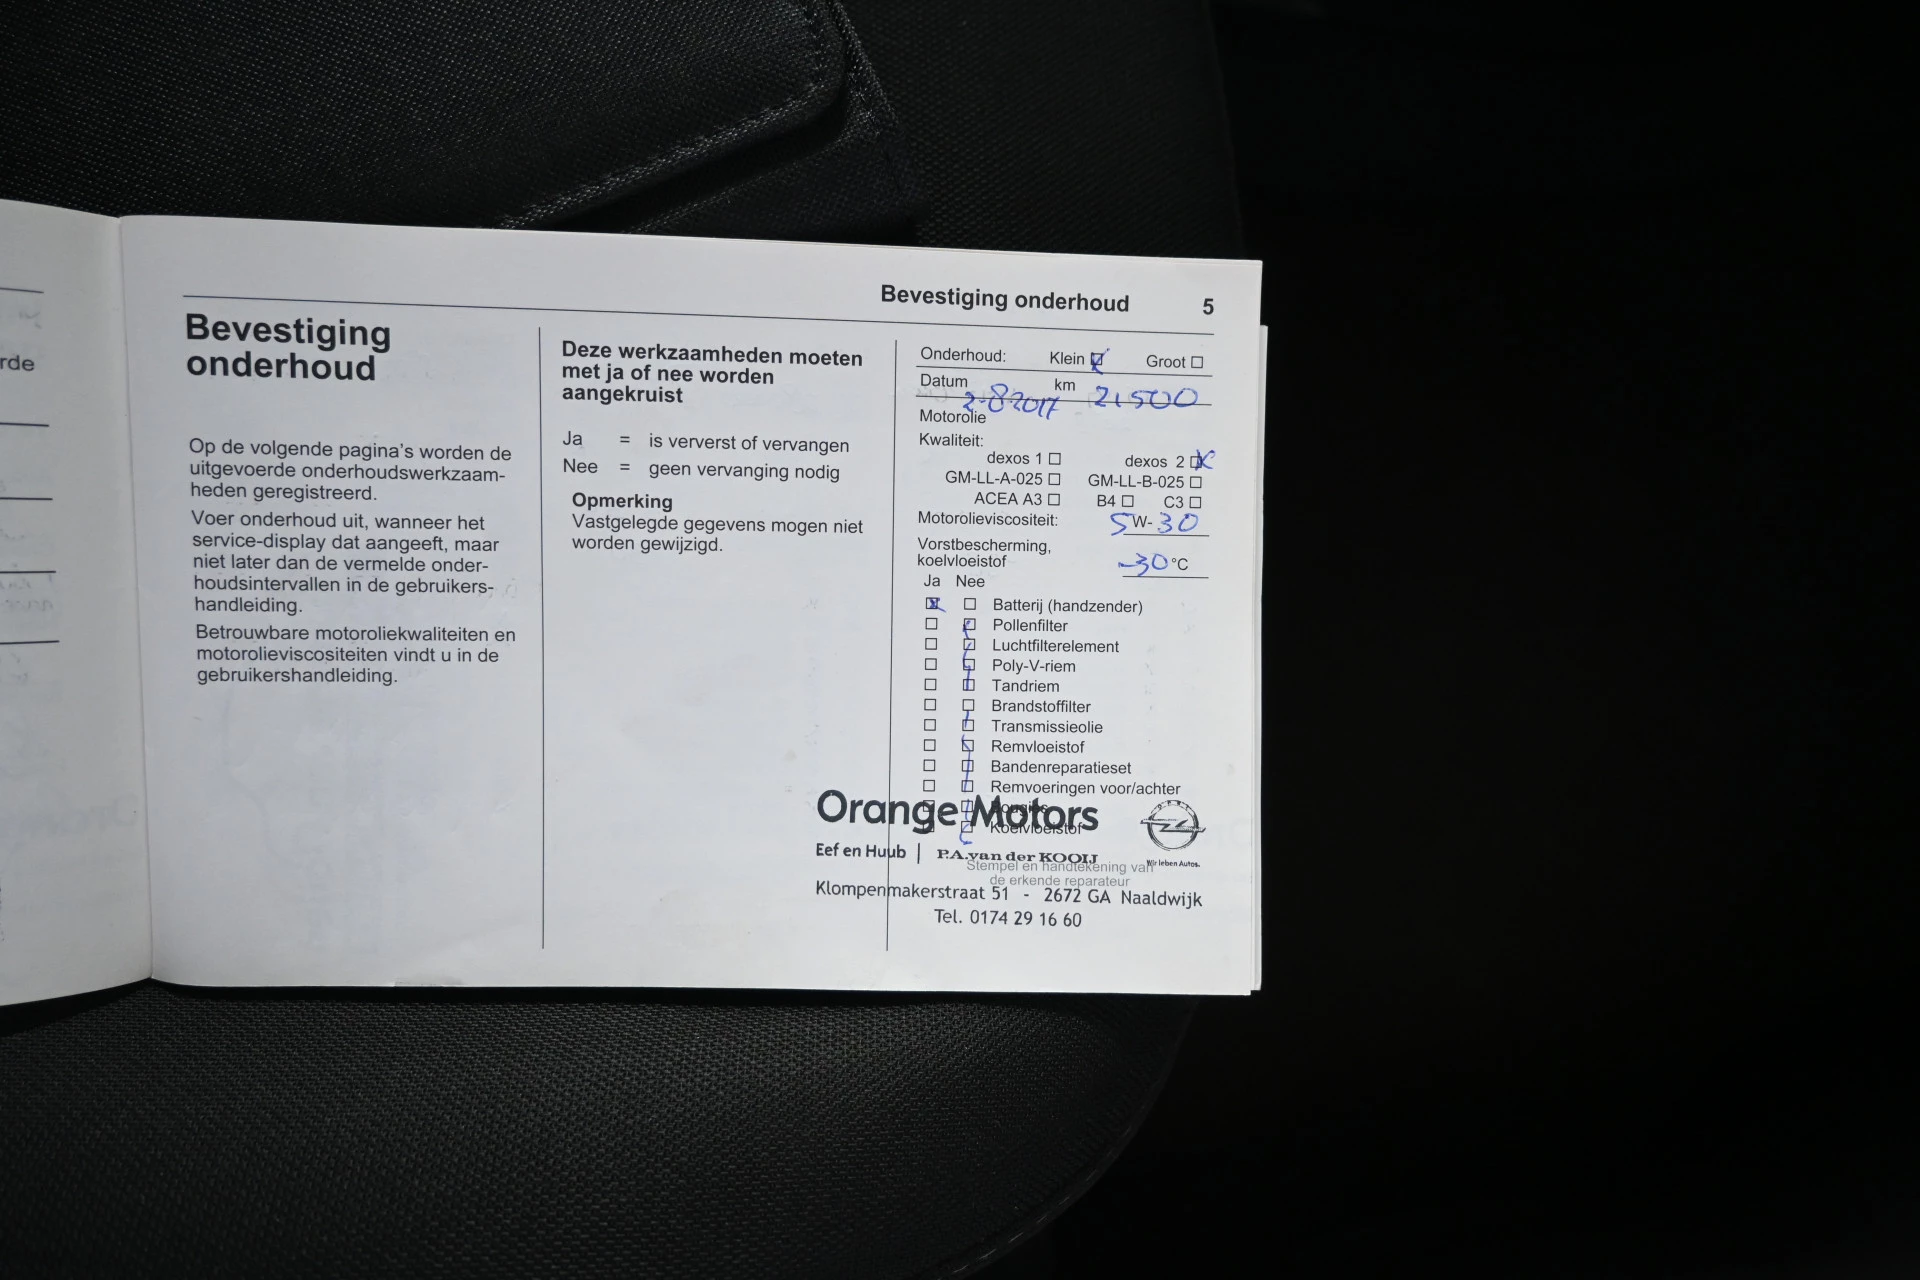 rde
Bevestiging onderhoud 5
Bevestiging
onderhoud
Op de volgende pagina's worden de
uitgevoerde onderhoudswerkzaam-
heden geregistreerd.
Voer onderhoud uit, wanneer het
service-display dat aangeeft, maar
niet later dan de vermelde onder-
houdsintervallen in de gebruikers-
handleiding.
Betrouwbare motoroliekwaliteiten en
motorolieviscositeiten vindt u in de
gebruikershandleiding.
Deze werkzaamheden moeten
met ja of nee worden
aangekruist
Ja = is ververst of vervangen
Nee = geen vervanging nodig
Opmerking
Vastgelegde gegevens mogen niet
worden gewijzigd.
Onderhoud: Klein Groot
Datum 2-8-2017 km 21500
Motorolie
Kwaliteit:
dexos 1 dexos 2
GM-LL-A-025 GM-LL-B-025
ACEA A3 B4 C3
Motorolieviscositeit: 5W-30
Vorstbescherming,
koelvloeistof -30°C
Ja Nee
Batterij (handzender)
Pollenfilter
Luchtfilterelement
Poly-V-riem
Tandriem
Brandstoffilter
Transmissieolie
Remvloeistof
Bandenreparatieset
Remvoeringen voor/achter
Bougies
Koelvloeistof
Orange Motors
OPEL
Wir leben Autos.
Eef en Huub | P.A.van der KOOIJ
Stempel en handtekening van
de erkende reparateur
Klompenmakerstraat 51 - 2672 GA Naaldwijk
Tel. 0174 29 16 60